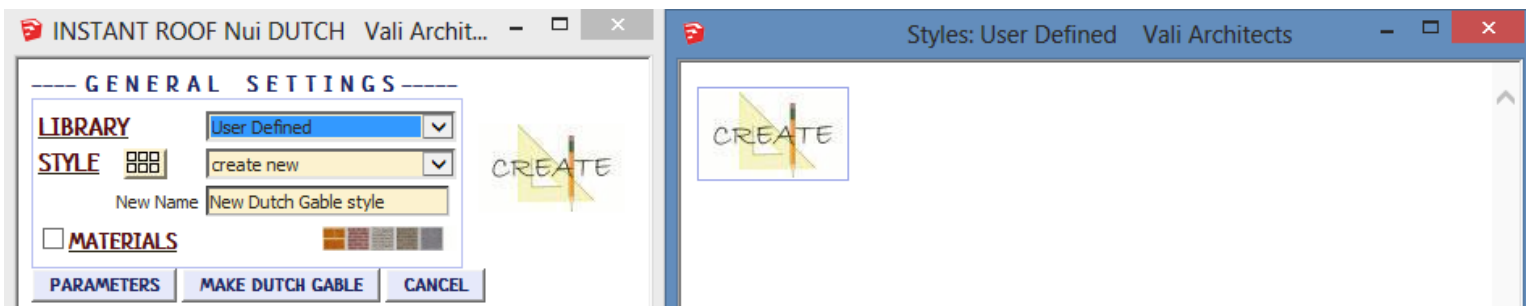 INSTANT ROOF Nui DUTCH Vali Archit...
---- GENERAL SETTINGS-----
LIBRARY User Defined
STYLE create new
New Name New Dutch Gable style
MATERIALS
CREATE
PARAMETERS MAKE DUTCH GABLE CANCEL
Styles: User Defined Vali Architects
CREATE